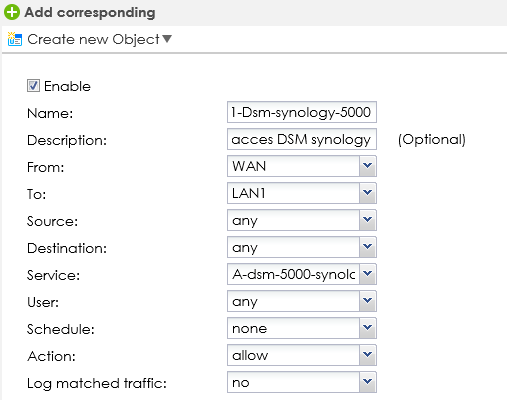 Add corresponding
Create new Object
Enable
Name: 1-Dsm-synology-5000
Description: acces DSM synology (Optional)
From: WAN
To: LAN1
Source: any
Destination: any
Service: A-dsm-5000-synolc
User: any
Schedule: none
Action: allow
Log matched traffic: no